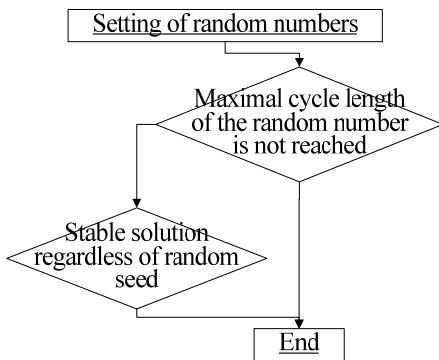 Setting of random numbers
Maximal cycle length
of the random number
is not reached
Stable solution
regardless of random
seed
End